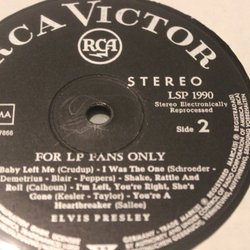 RCA VICTOR
RCA
STEREO
LSP 1990
Stereo Electronically
Reprocessed
Side 2
FOR LP FANS ONLY
Baby Left Me (Crudup) - I Was The One (Schroeder -
Demetrius - Blair - Peppers) - Shake, Rattle And
Roll (Calhoun) - I'm Left, You're Right, She's
Gone (Kesler - Taylor) - You're A
Heartbreaker (Sallee)
ELVIS PRESLEY